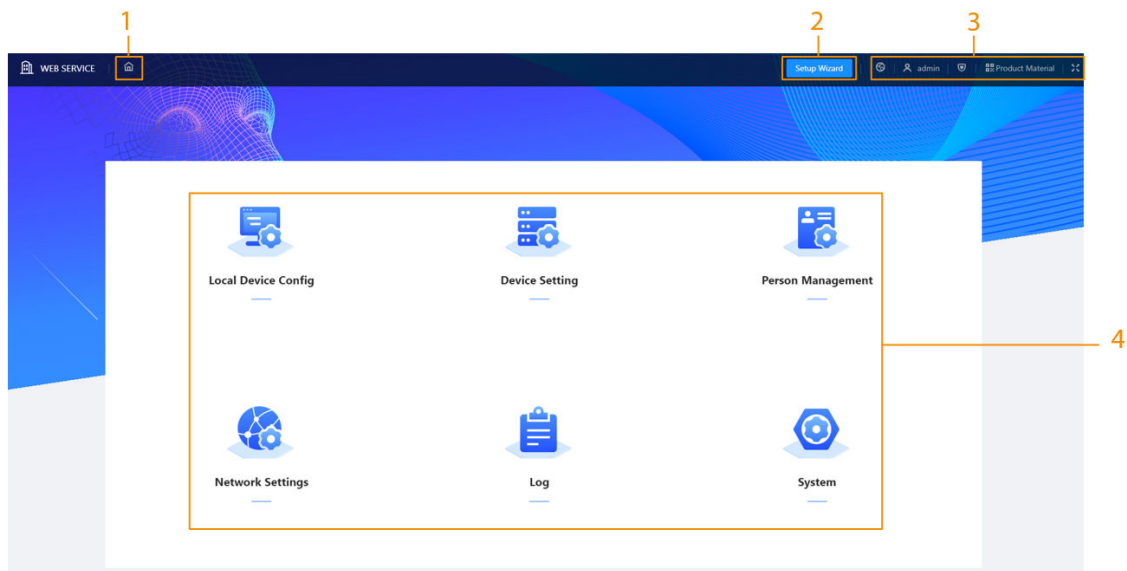 1 2 3
WEB SERVICE Setup Wizard admin Product Material
Local Device Config Device Setting Person Management
4
Network Settings Log System